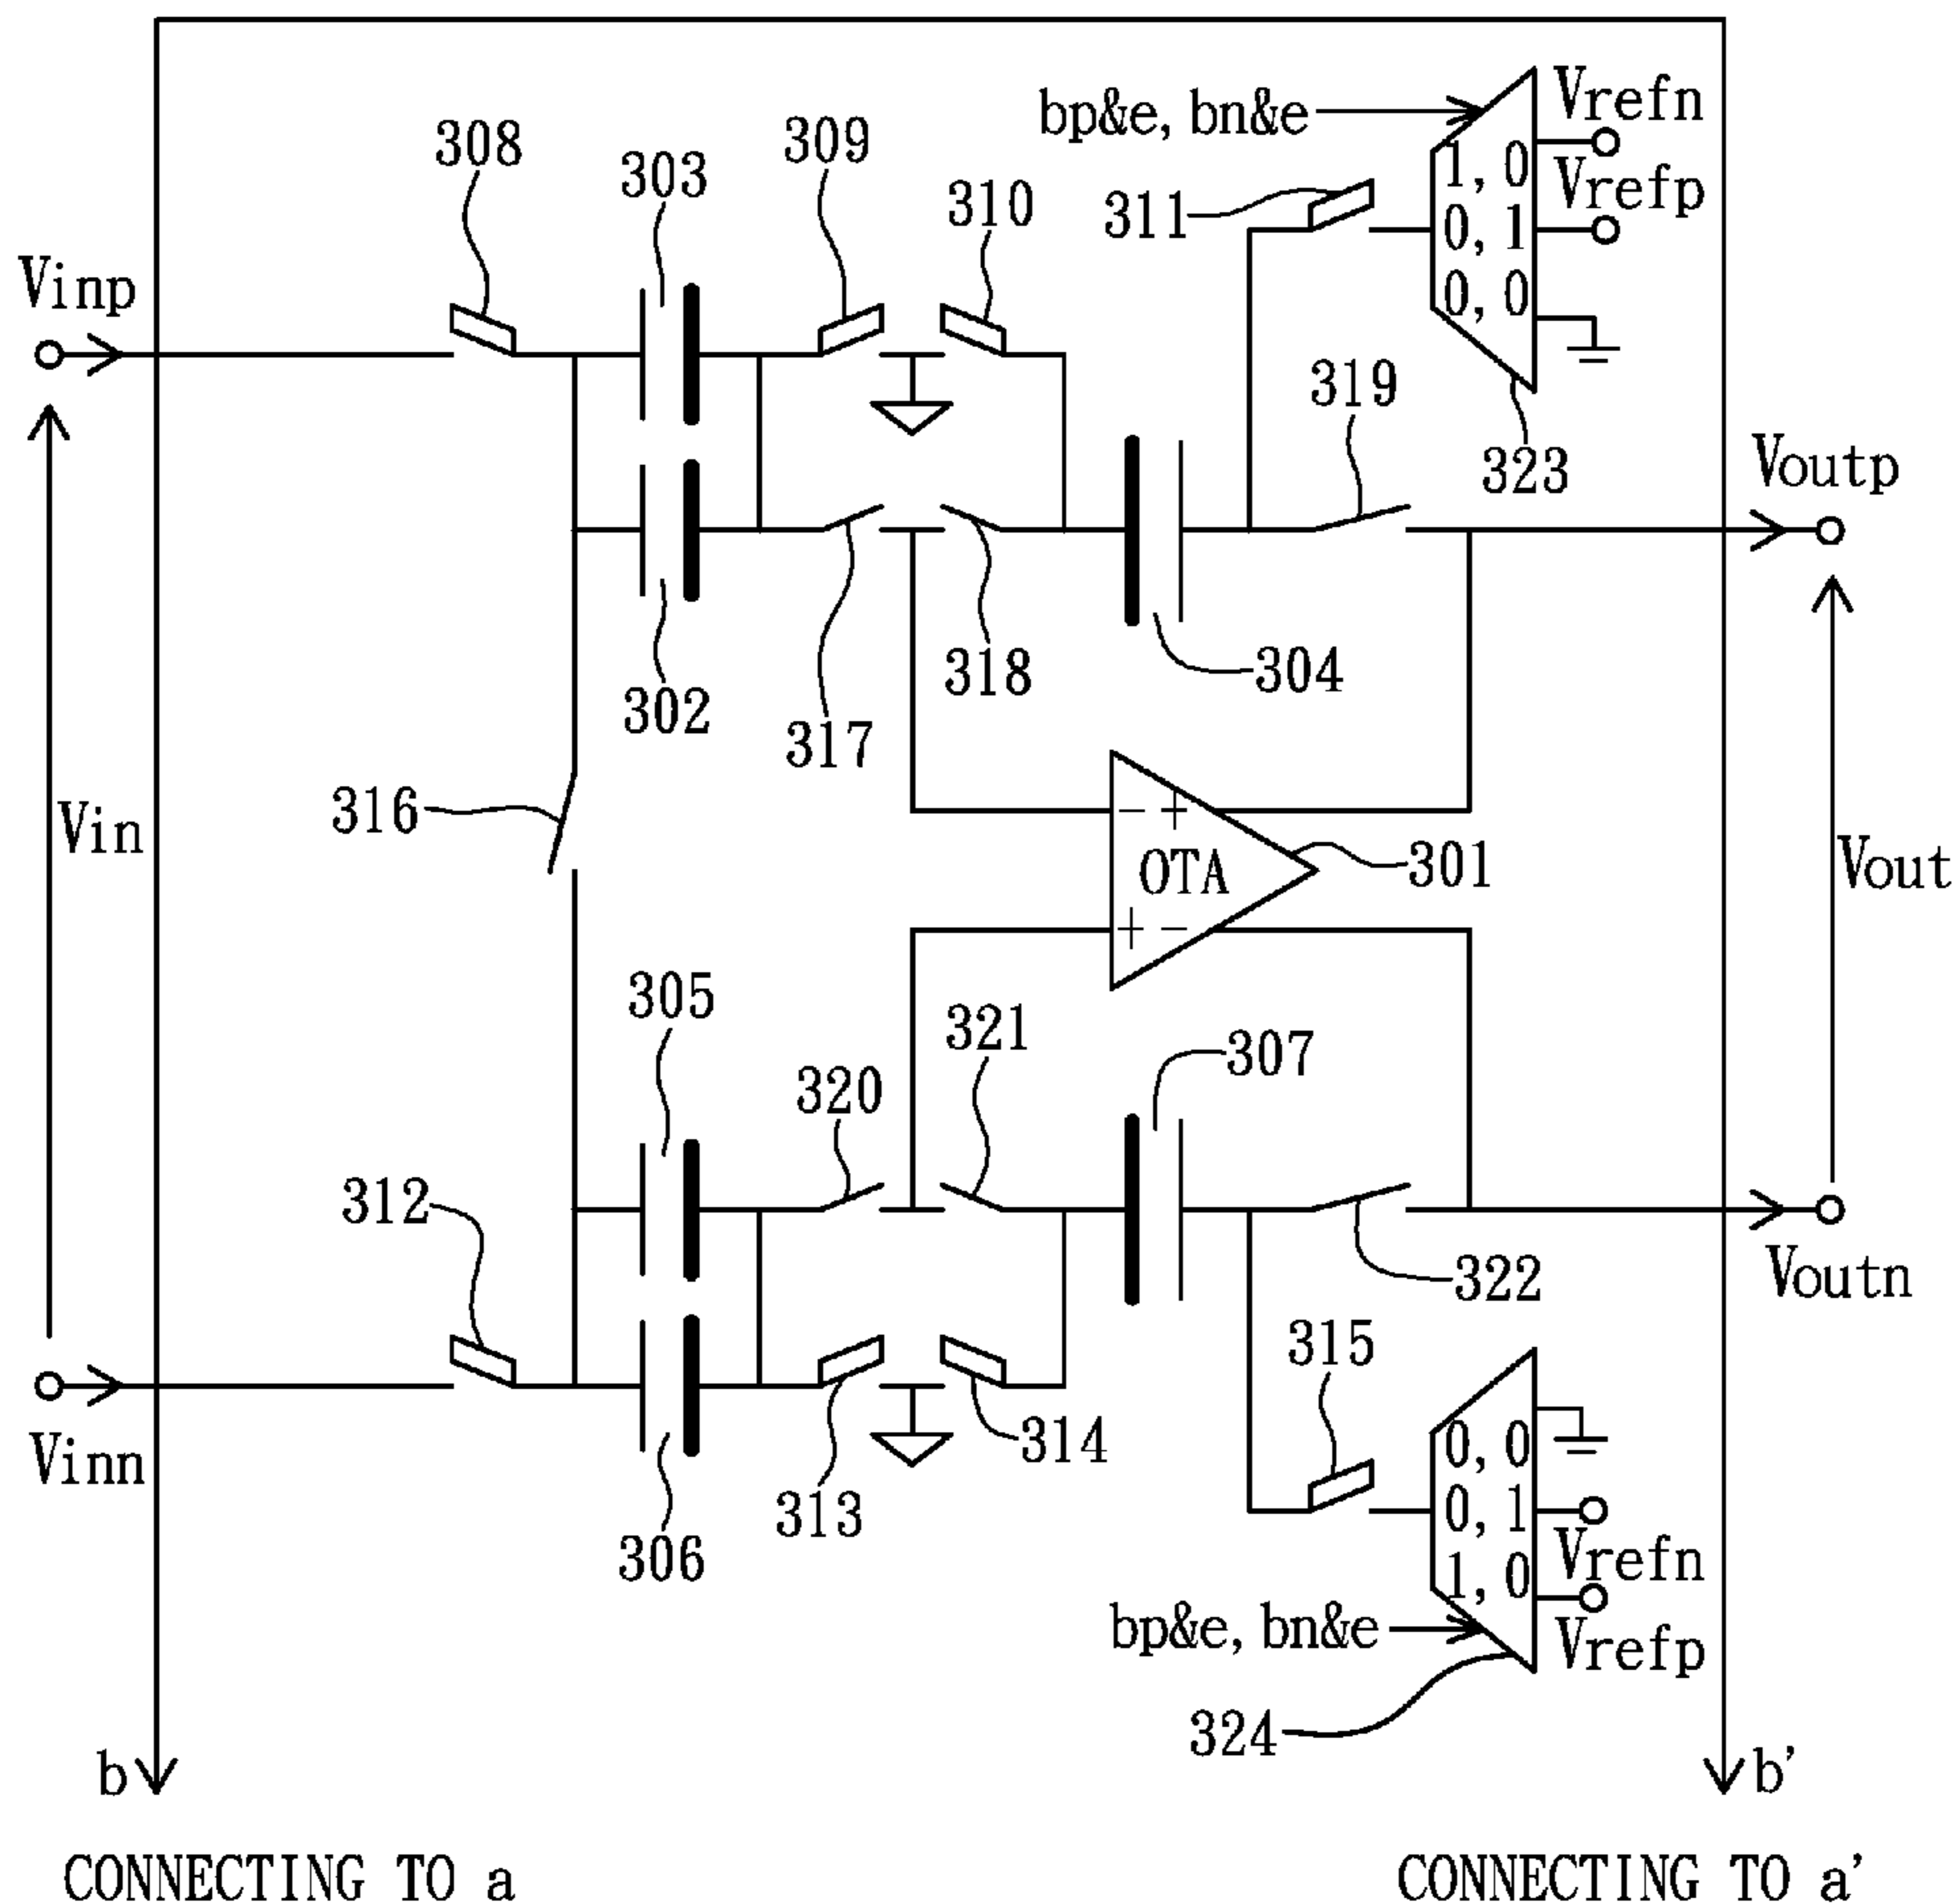 Vrefn
bp&e, bn&e
308
309
303
310
311
1, 0
Vrefp
0, 1
0, 0
Vinp
319
323
Voutp
302
317
318
304
316
Vin
- +
OTA
+ -
301
Vout
305
321
307
320
312
322
Voutn
315
Vinn
306
313
314
0, 0
0, 1
Vrefn
1, 0
bp&e, bn&e
Vrefp
324
b
b'
CONNECTING TO a
CONNECTING TO a'